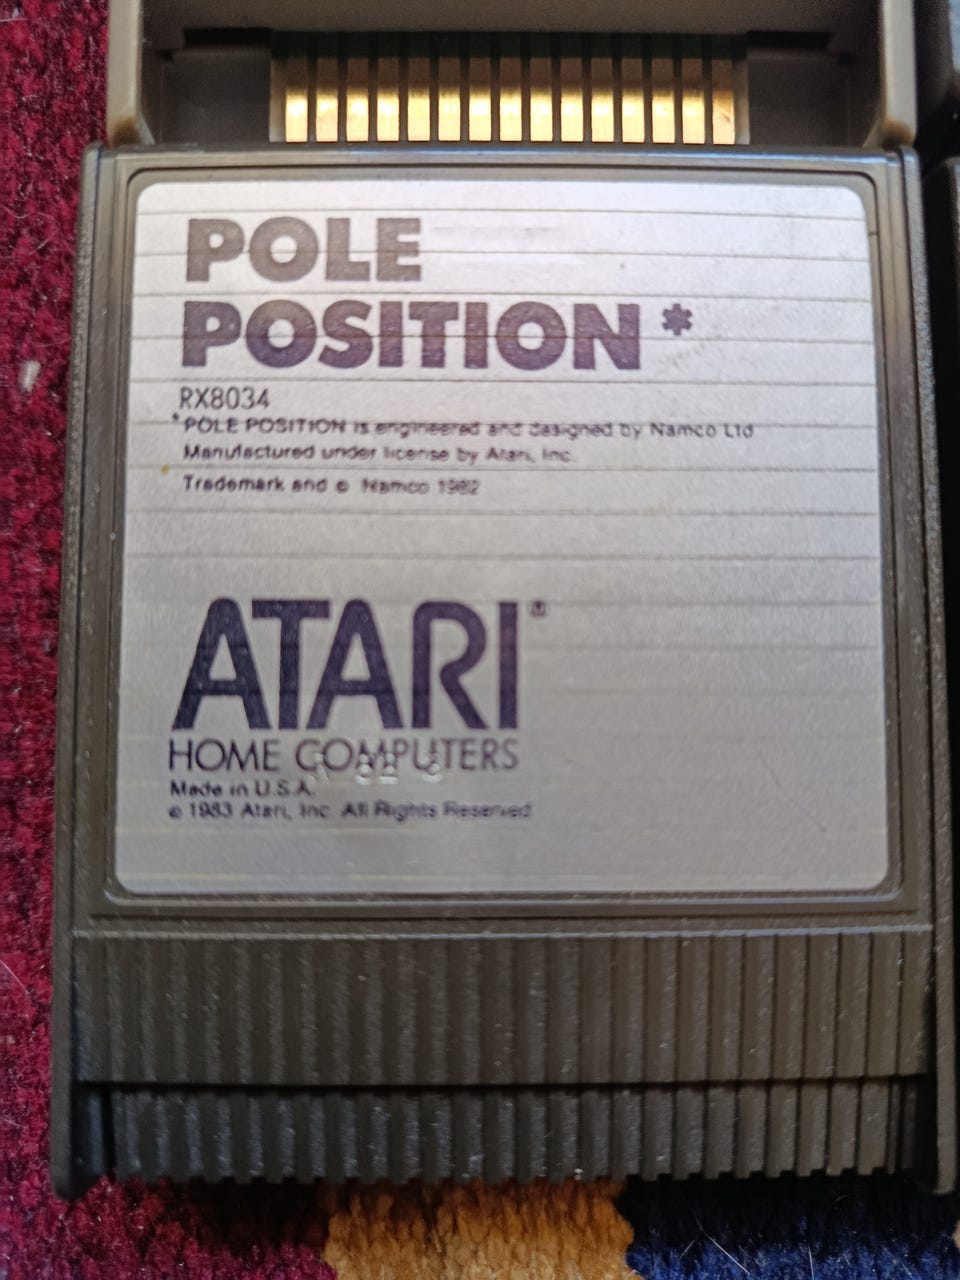 POLE
POSITION*
RX8034
*POLE POSITION is engineered and designed by Namco Ltd
Manufactured under license by Atari, Inc.
Trademark and © Namco 1982
ATARI
HOME COMPUTERS
Made in U.S.A.
© 1983 Atari, Inc. All Rights Reserved